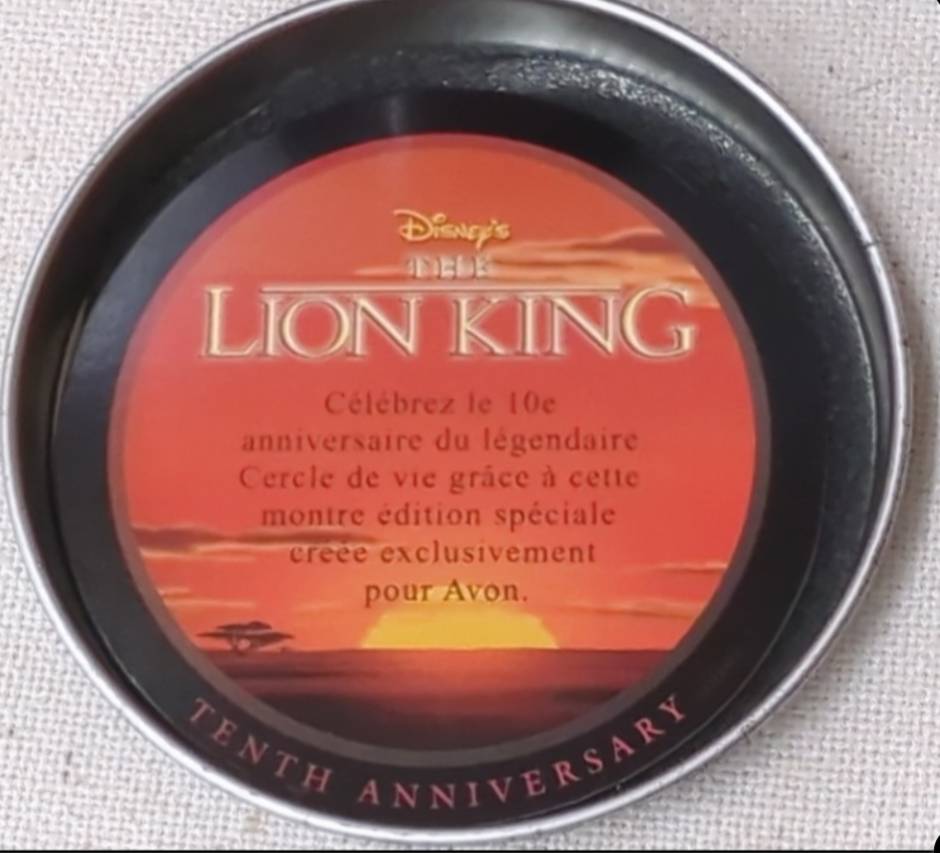 Disney's
THE
LION KING
Célébrez le 10e
anniversaire du légendaire
Cercle de vie grâce à cette
montre édition spéciale
créée exclusivement
pour Avon.
TENTH ANNIVERSARY